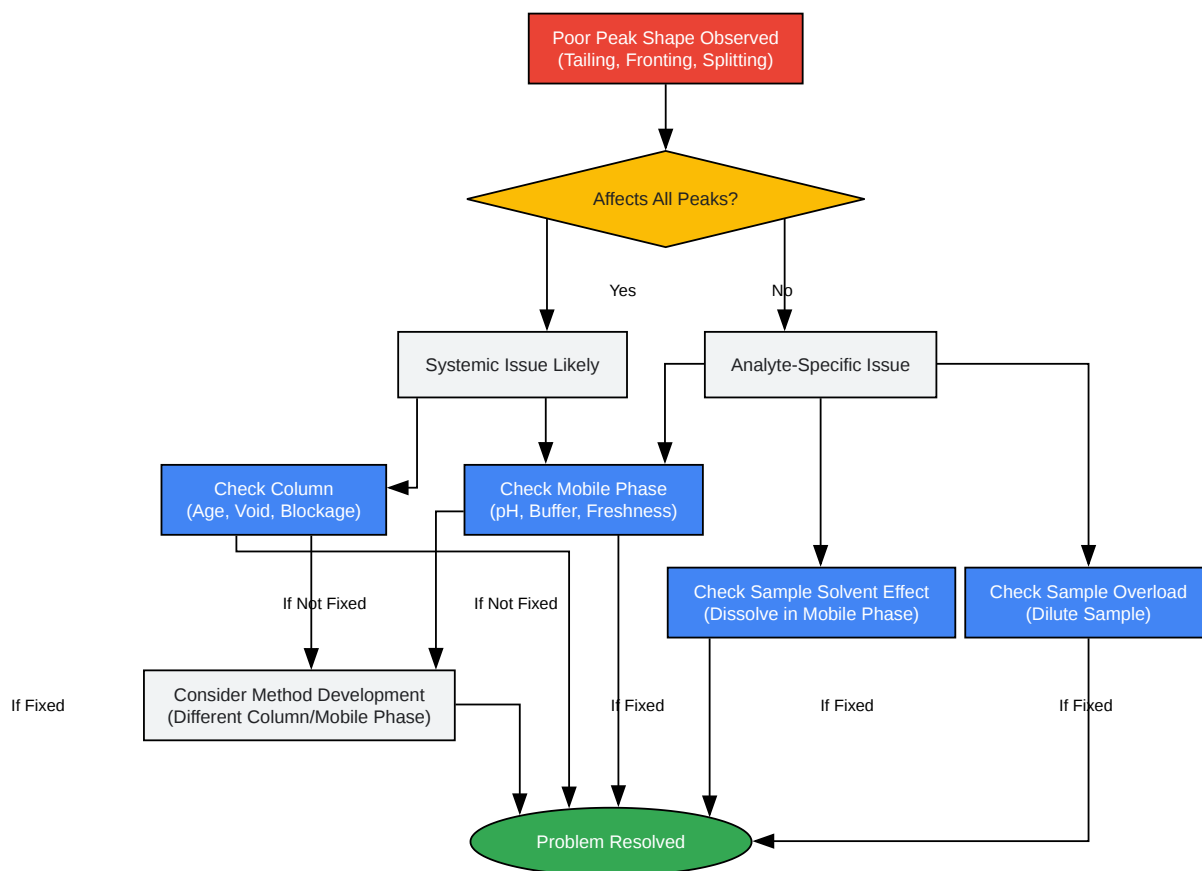 Poor Peak Shape Observed
(Tailing, Fronting, Splitting)
Affects All Peaks?
Yes
No
Systemic Issue Likely
Analyte-Specific Issue
Check Column
(Age, Void, Blockage)
Check Mobile Phase
(pH, Buffer, Freshness)
Check Sample Solvent Effect
(Dissolve in Mobile Phase)
Check Sample Overload
(Dilute Sample)
If Not Fixed
If Not Fixed
Consider Method Development
(Different Column/Mobile Phase)
If Fixed
If Fixed
If Fixed
If Fixed
Problem Resolved